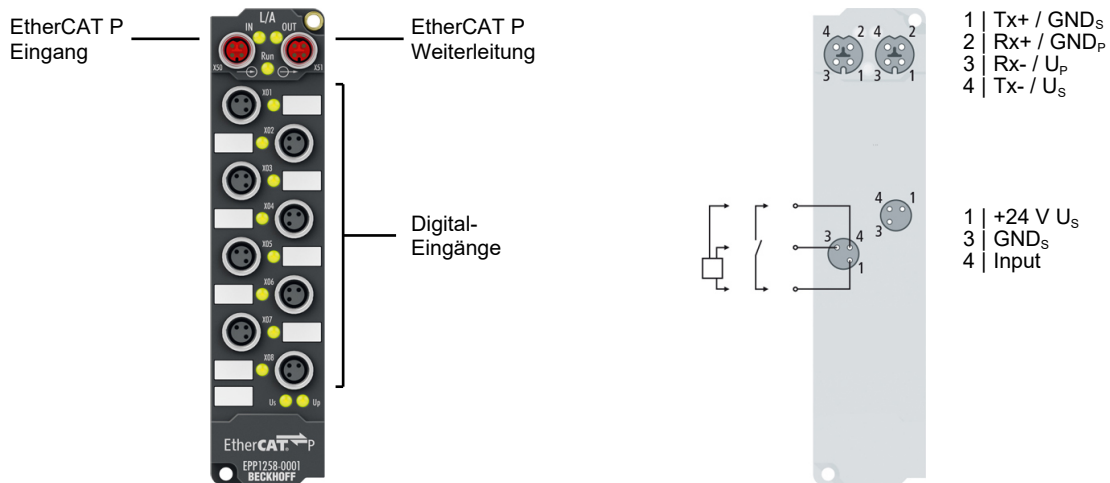 EtherCAT P
Eingang
L/A
IN
OUT
EtherCAT P
Weiterleitung
Run
X50
X51
X01
X02
X03
X04
X05
X06
X07
X08
Us
Up
Digital-
Eingänge
EtherCAT® P
EPP1258-0001
BECKHOFF
4 2 4 2
3 1 3 1
1 | Tx+ / GNDS
2 | Rx+ / GNDP
3 | Rx- / UP
4 | Tx- / US
4 1
3
3 4
1
1 | +24 V US
3 | GNDS
4 | Input